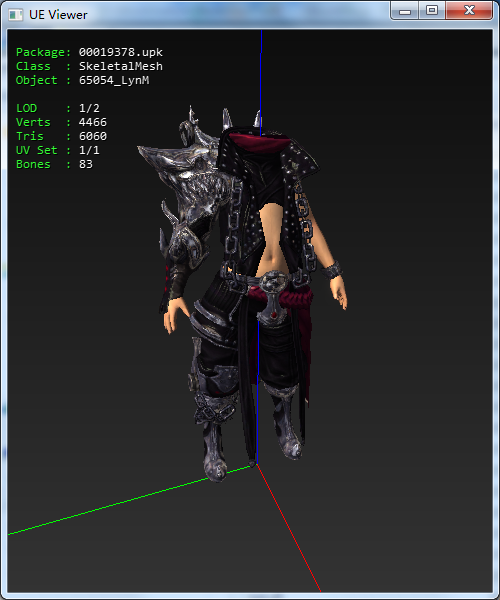 UE Viewer
Package: 00019378.upk
Class  : SkeletalMesh
Object : 65054_LynM
LOD    : 1/2
Verts  : 4466
Tris   : 6060
UV Set : 1/1
Bones  : 83